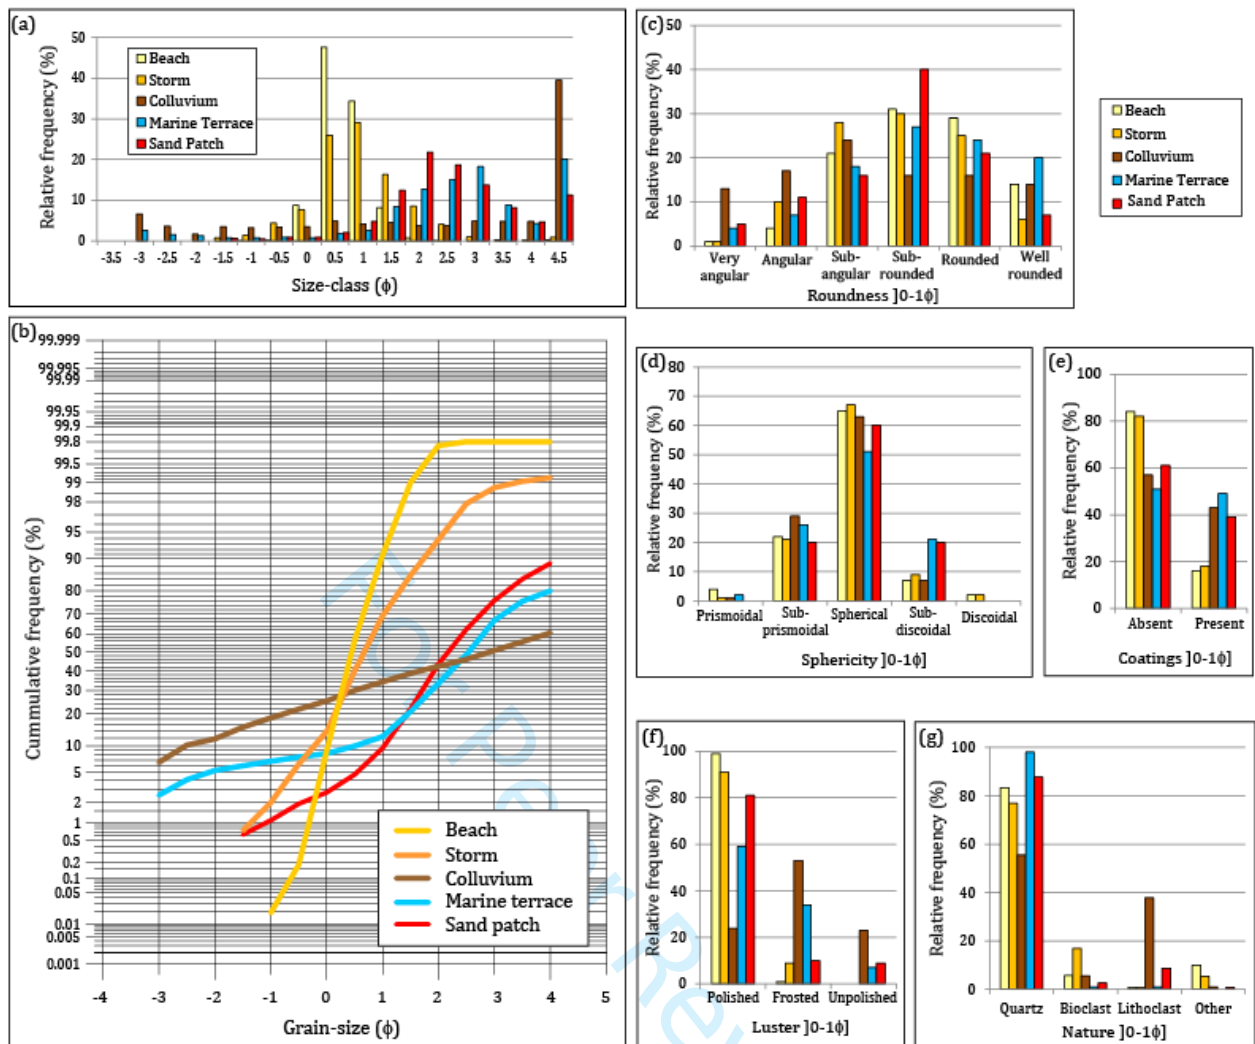 (a)
50
40
30
20
10
0
Relative frequency (%)
Beach
Storm
Colluvium
Marine Terrace
Sand Patch
-3.5 -3 -2.5 -2 -1.5 -1 -0.5 0 0.5 1 1.5 2 2.5 3 3.5 4 4.5
Size-class (ϕ)
(b)
99.999
99.995
99.99
99.95
99.9
99.8
99.5
99
98
95
90
80
70
60
50
40
30
20
10
5
2
1
0.5
0.2
0.1
0.05
0.01
0.005
0.001
Cummulative frequency (%)
Beach
Storm
Colluvium
Marine terrace
Sand patch
-4 -3 -2 -1 0 1 2 3 4 5
Grain-size (ϕ)
(c)
50
40
30
20
10
0
Relative frequency (%)
Very angular
Angular
Sub-angular
Sub-rounded
Rounded
Well rounded
Roundness ]0-1ϕ]
Beach
Storm
Colluvium
Marine Terrace
Sand Patch
(d)
80
70
60
50
40
30
20
10
0
Relative frequency (%)
Prismoidal
Sub-prismoidal
Spherical
Sub-discoidal
Discoidal
Sphericity ]0-1ϕ]
(e)
100
80
60
40
20
0
Relative frequency (%)
Absent Present
Coatings ]0-1ϕ]
(f)
100
80
60
40
20
0
Relative frequency (%)
Polished Frosted Unpolished
Luster ]0-1ϕ]
(g)
100
80
60
40
20
0
Relative frequency (%)
Quartz Bioclast Lithoclast Other
Nature ]0-1ϕ]
For Peer Rev